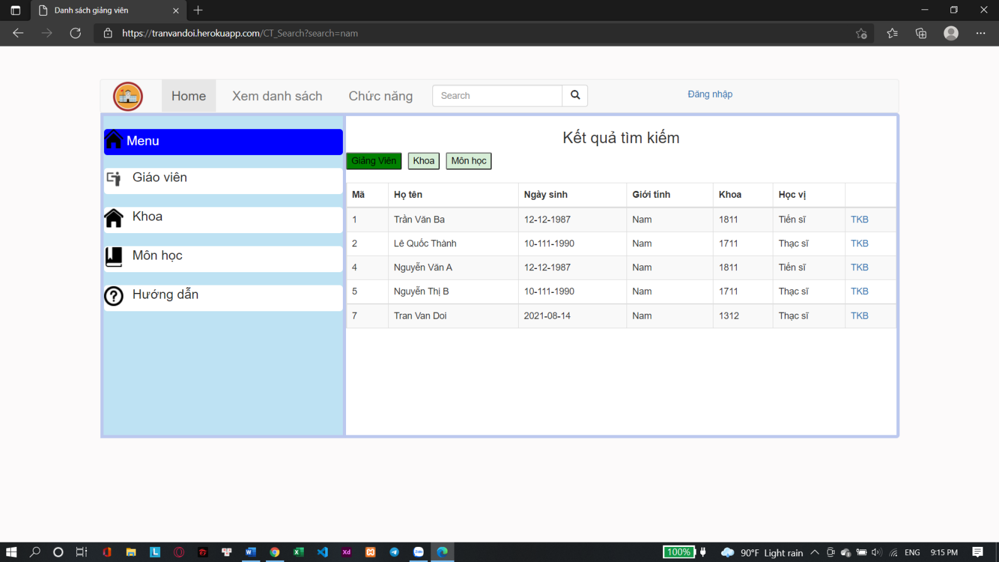 Danh sách giảng viên
https://tranvandoi.herokuapp.com/CT_Search?search=nam
Home Xem danh sách Chức năng Search Đăng nhập
Menu
Giáo viên
Khoa
Môn học
Hướng dẫn
Kết quả tìm kiếm
Giảng Viên Khoa Môn học
Mã Họ tên Ngày sinh Giới tính Khoa Học vị
1 Trần Văn Ba 12-12-1987 Nam 1811 Tiến sĩ TKB
2 Lê Quốc Thành 10-111-1990 Nam 1711 Thạc sĩ TKB
4 Nguyễn Văn A 12-12-1987 Nam 1811 Tiến sĩ TKB
5 Nguyễn Thị B 10-111-1990 Nam 1711 Thạc sĩ TKB
7 Tran Van Doi 2021-08-14 Nam 1312 Thạc sĩ TKB
100% 90°F Light rain ENG 9:15 PM